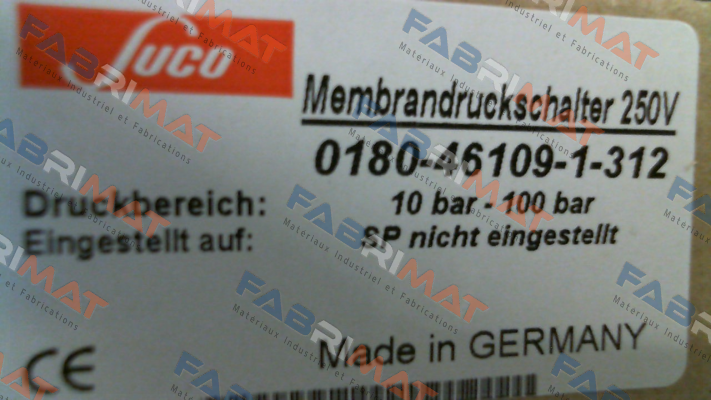 Suco
Membrandruckschalter 250V
0180-46109-1-312
Druckbereich: 10 bar - 100 bar
Eingestellt auf: SP nicht eingestellt
CE Made in GERMANY
FABRIMAT
Materiaux Industriel et Fabrications